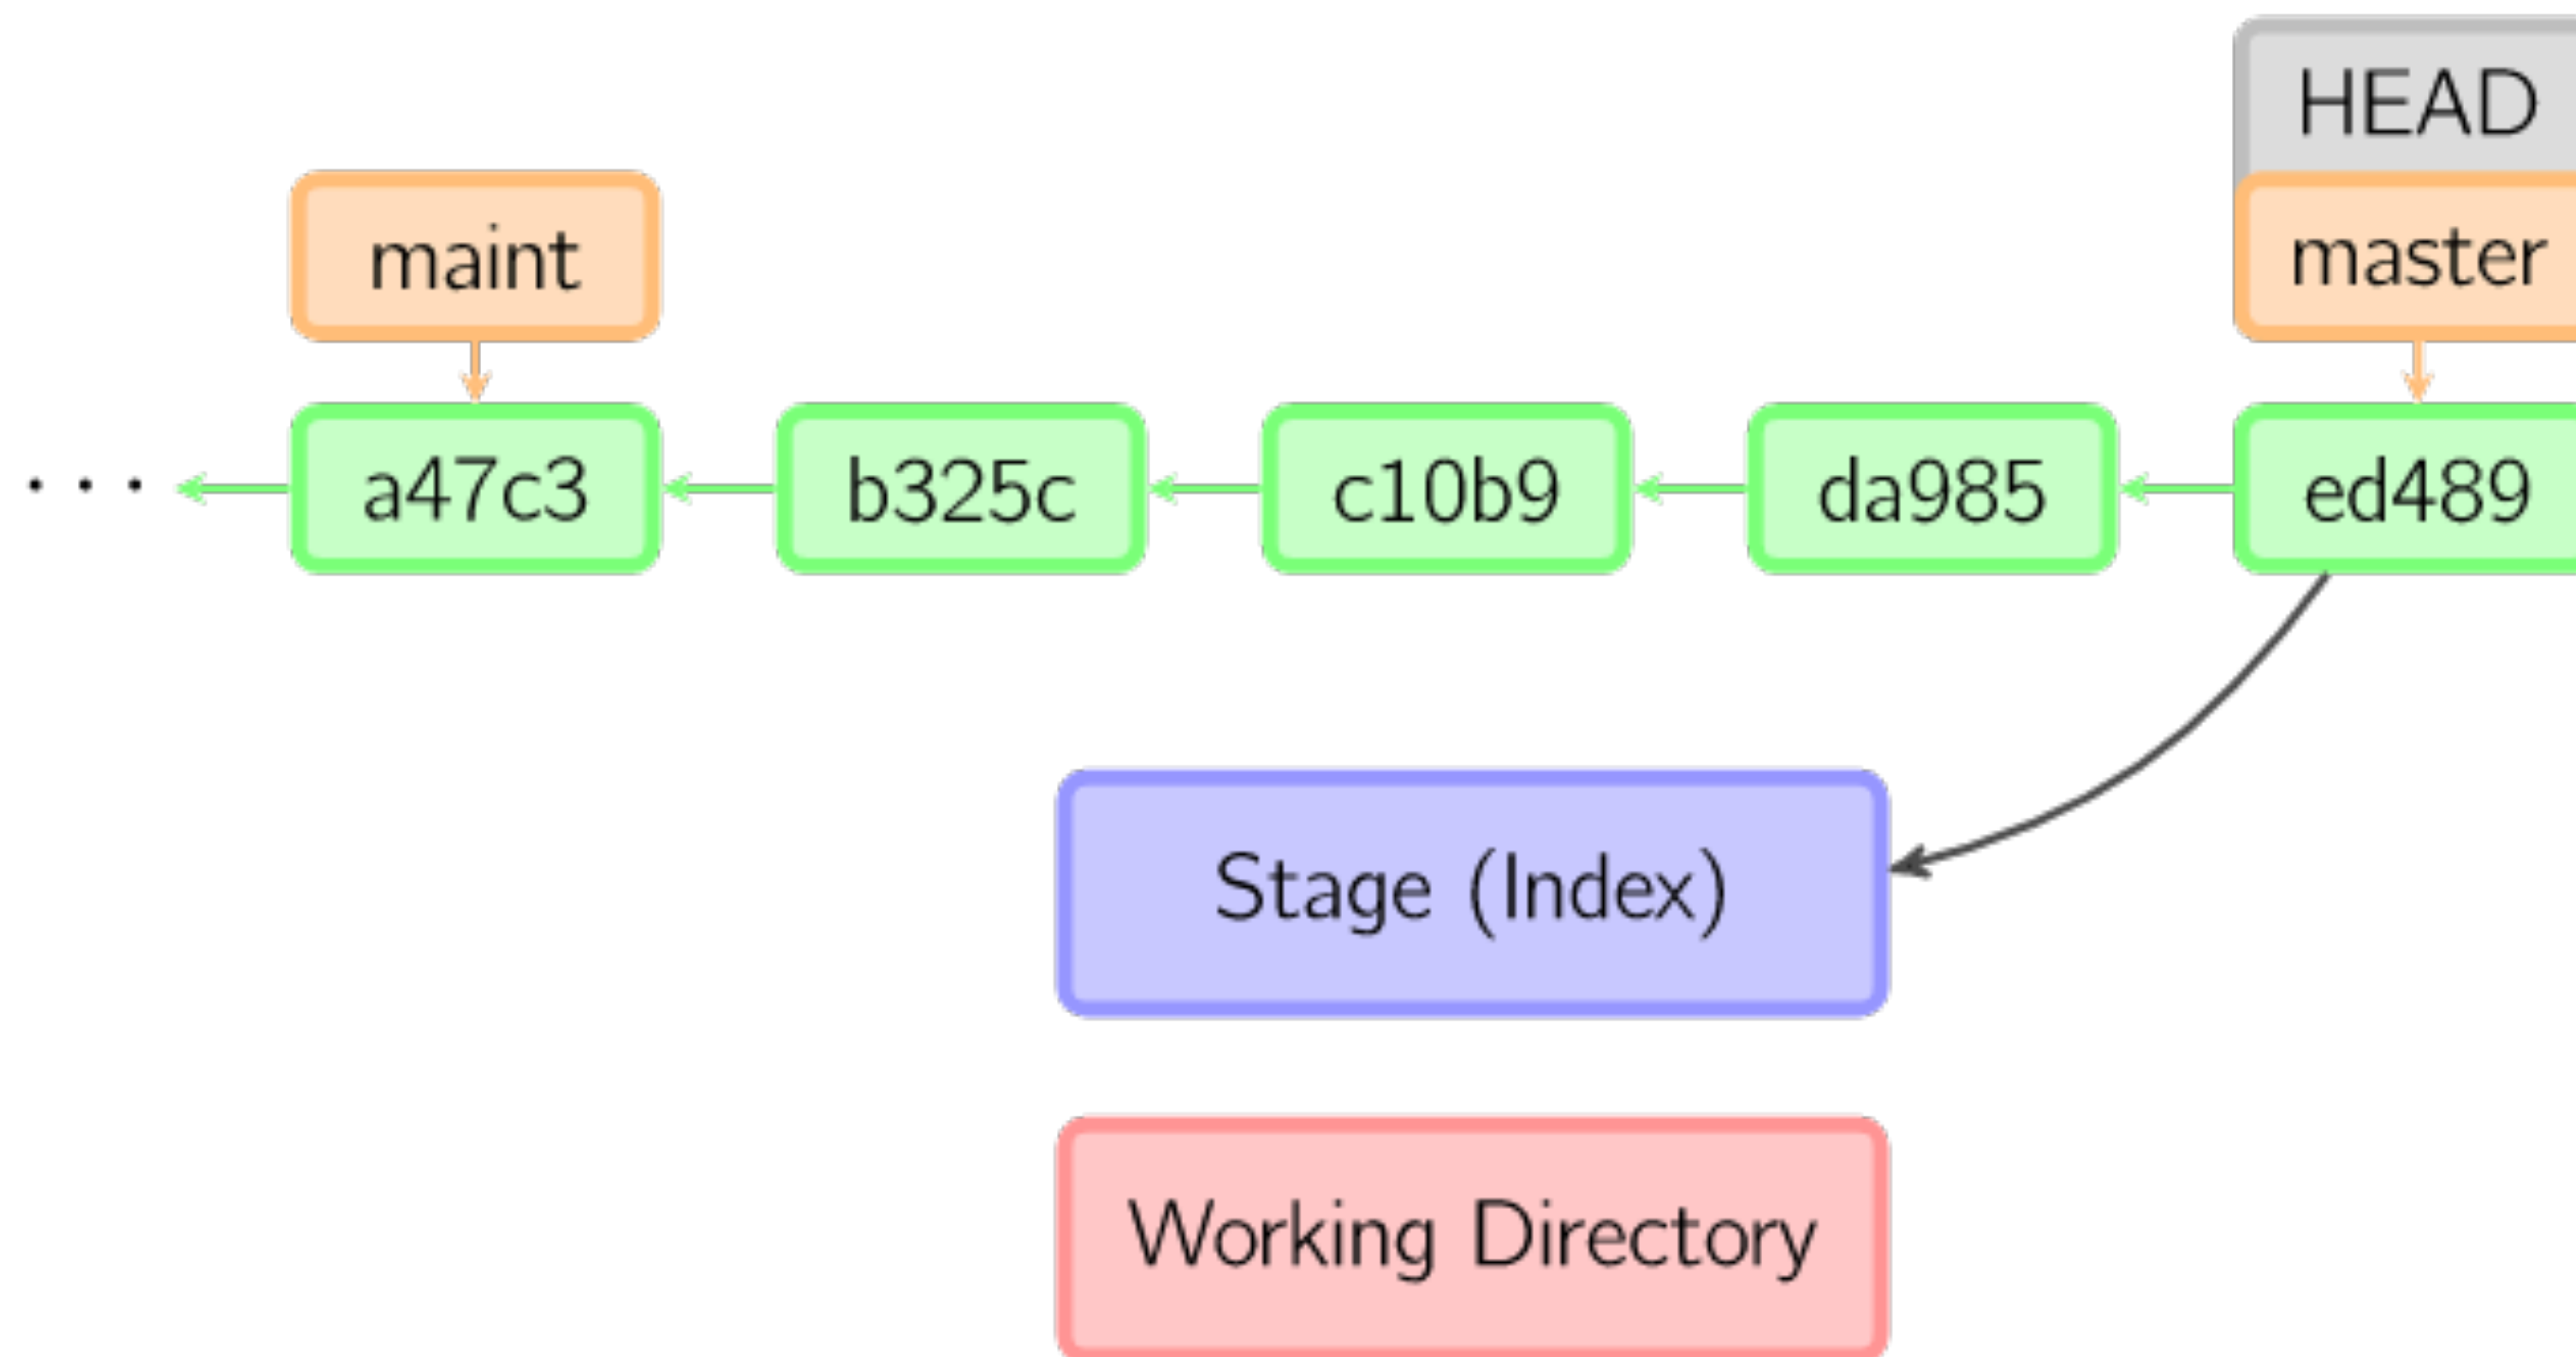 HEAD
maint
master
...
a47c3
b325c
c10b9
da985
ed489
Stage (Index)
Working Directory